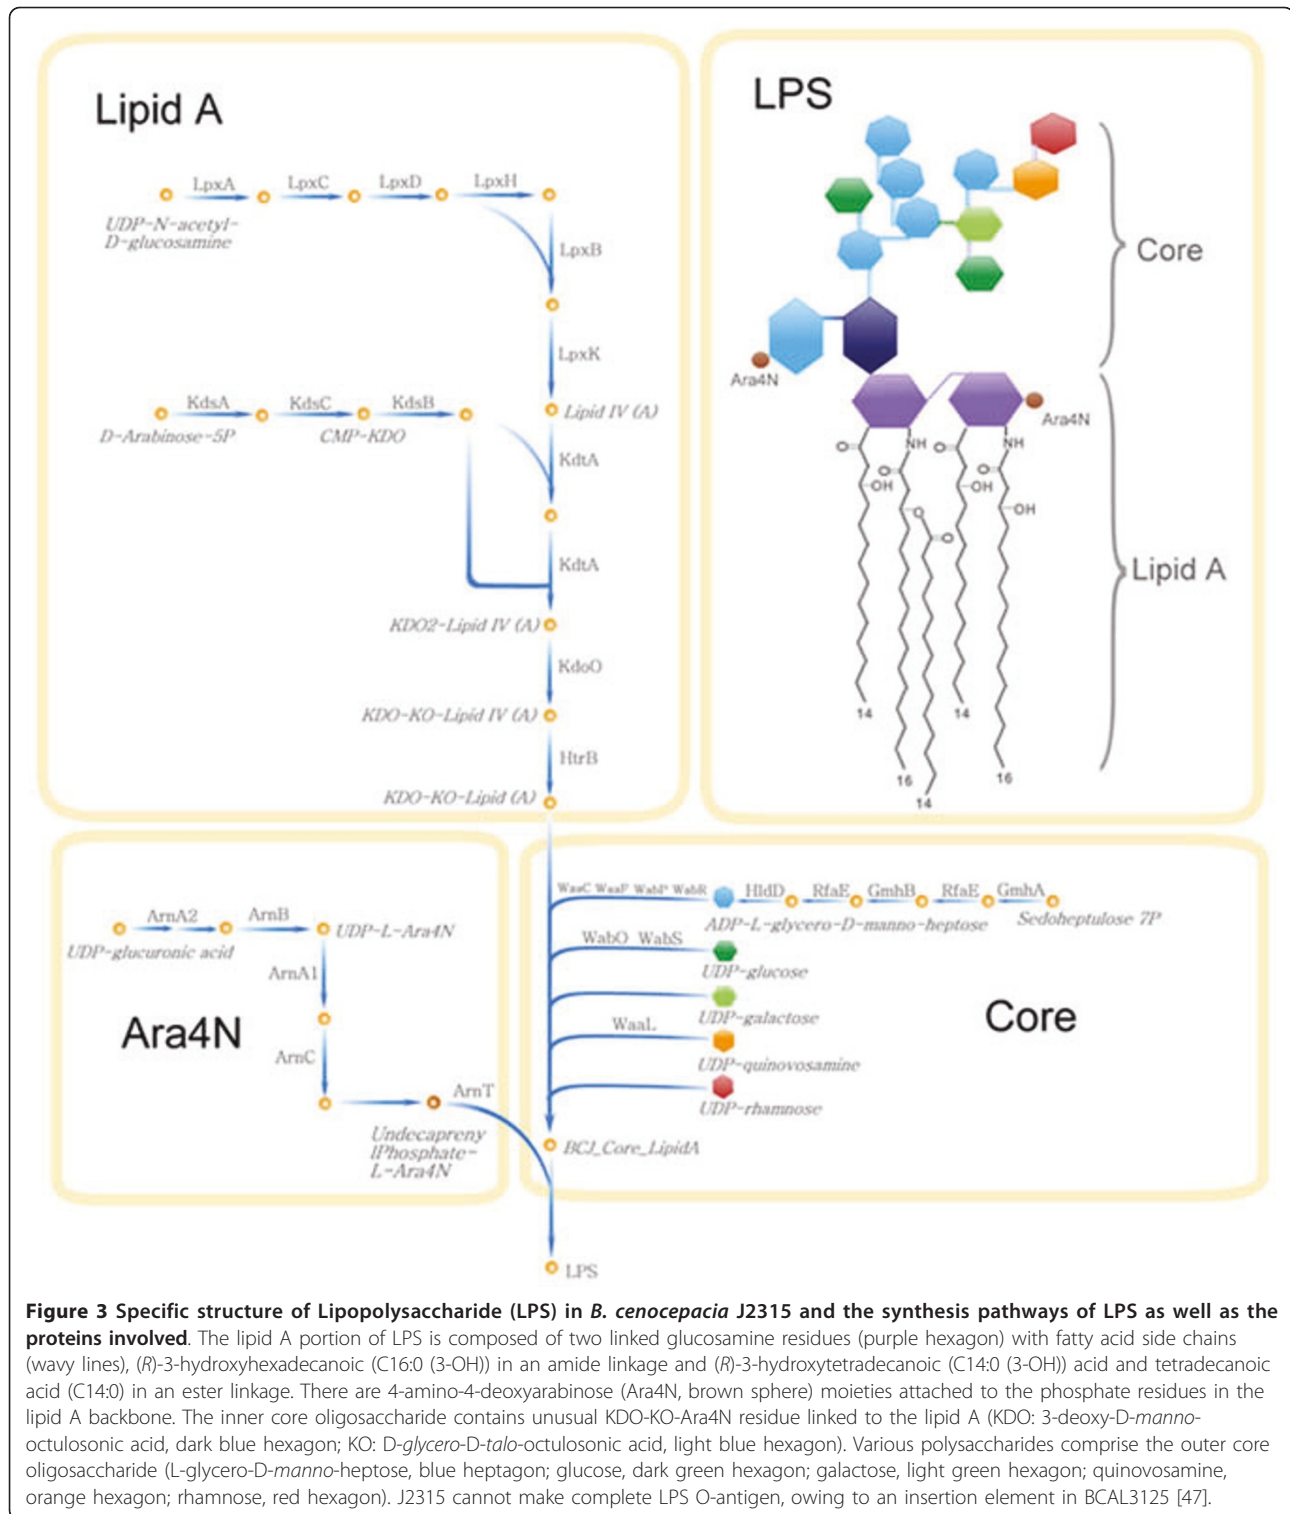 Lipid A
LpxA
LpxC
LpxD
LpxH
UDP-N-acetyl-
D-glucosamine
LpxB
LpxK
Lipid IV (A)
KdsA
KdsC
KdsB
D-Arabinose-5P
CMP-KDO
KdtA
KdtA
KDO2-Lipid IV (A)
KdoO
KDO-KO-Lipid IV (A)
HtrB
KDO-KO-Lipid (A)
LPS
Core
Ara4N
Ara4N
O
NH
O
NH
O
OH
OH
O
OH
O
O
Lipid A
14
14
16
16
14
ArnA2
ArnB
UDP-L-Ara4N
UDP-glucuronic acid
ArnA1
Ara4N
ArnC
ArnT
Undecapreny
lPhosphate-
L-Ara4N
WaaC WaaF WabP WabR
HldD
RfaE
GmhB
RfaE
GmhA
ADP-L-glycero-D-manno-heptose
Sedoheptulose 7P
WabO WabS
UDP-glucose
UDP-galactose
Core
WaaL
UDP-quinovosamine
UDP-rhamnose
BCJ_Core_LipidA
LPS
Figure 3 Specific structure of Lipopolysaccharide (LPS) in B. cenocepacia J2315 and the synthesis pathways of LPS as well as the
proteins involved. The lipid A portion of LPS is composed of two linked glucosamine residues (purple hexagon) with fatty acid side chains
(wavy lines), (R)-3-hydroxyhexadecanoic (C16:0 (3-OH)) in an amide linkage and (R)-3-hydroxytetradecanoic (C14:0 (3-OH)) acid and tetradecanoic
acid (C14:0) in an ester linkage. There are 4-amino-4-deoxyarabinose (Ara4N, brown sphere) moieties attached to the phosphate residues in the
lipid A backbone. The inner core oligosaccharide contains unusual KDO-KO-Ara4N residue linked to the lipid A (KDO: 3-deoxy-D-manno-
octulosonic acid, dark blue hexagon; KO: D-glycero-D-talo-octulosonic acid, light blue hexagon). Various polysaccharides comprise the outer core
oligosaccharide (L-glycero-D-manno-heptose, blue heptagon; glucose, dark green hexagon; galactose, light green hexagon; quinovosamine,
orange hexagon; rhamnose, red hexagon). J2315 cannot make complete LPS O-antigen, owing to an insertion element in BCAL3125 [47].